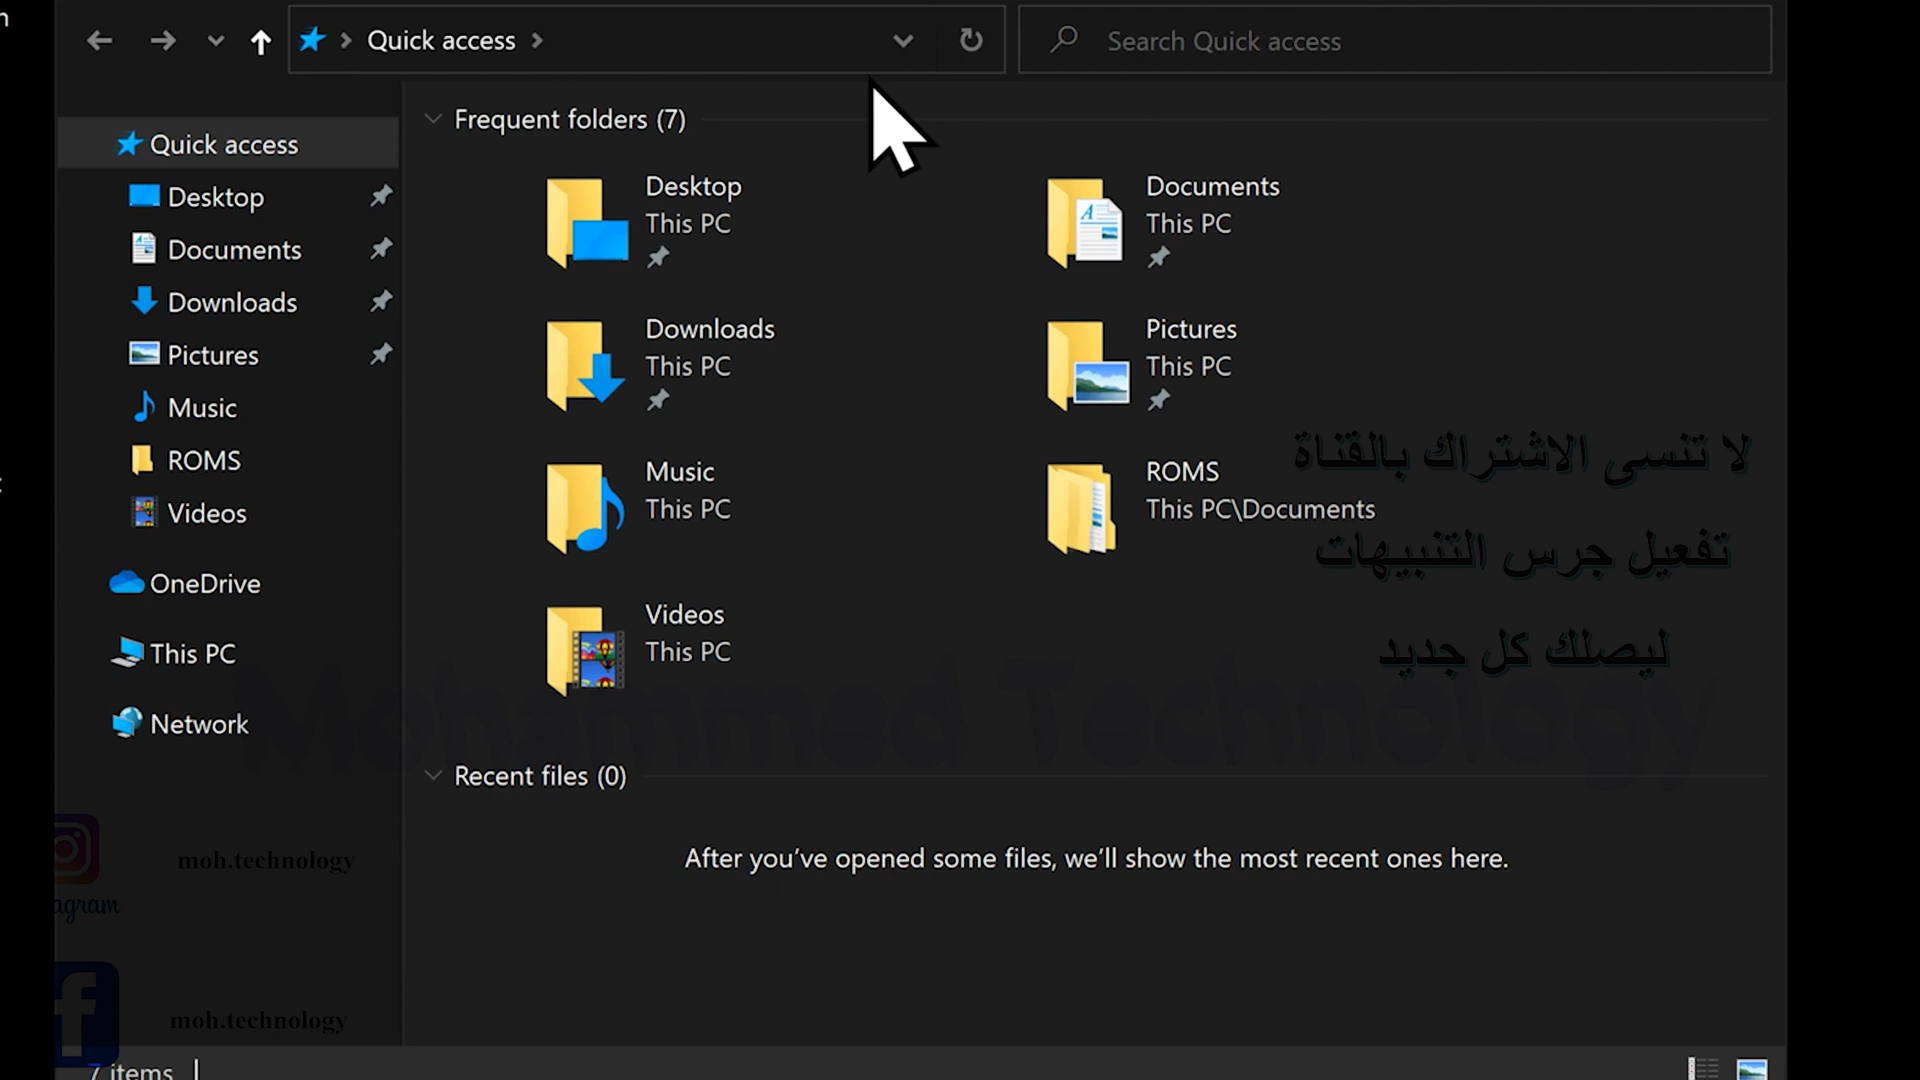 Quick access
Search Quick access
Quick access
Desktop
Documents
Downloads
Pictures
Music
ROMS
Videos
OneDrive
This PC
Network
Frequent folders (7)
Desktop
This PC
Documents
This PC
Downloads
This PC
Pictures
This PC
Music
This PC
ROMS
This PC\Documents
Videos
This PC
لا تنسى الاشتراك بالقناة
تفعيل جرس التنبيهات
ليصلك كل جديد
Mohammed Technology
Recent files (0)
After you've opened some files, we'll show the most recent ones here.
moh.technology
agram
moh.technology
7 items